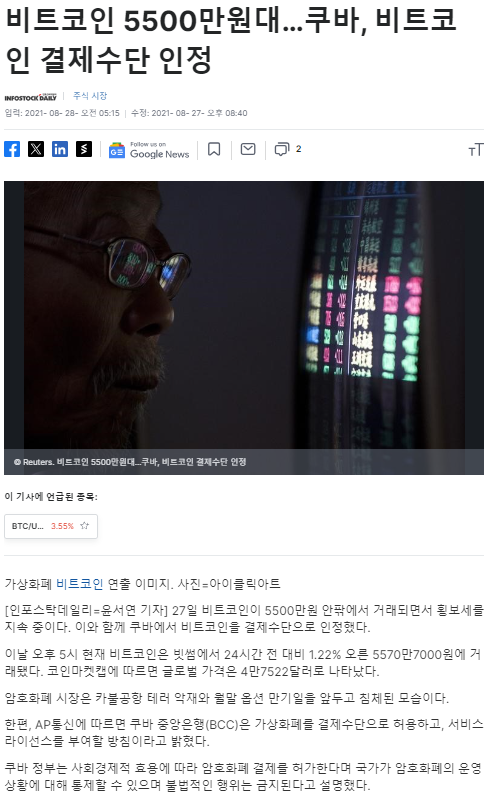 비트코인 5500만원대...쿠바, 비트코
인 결제수단 인정
INFOSTOCK DAILY
주식 시장
입력: 2021- 08- 28- 오전 05:15
수정: 2021- 08- 27- 오후 08:40
Follow us on
Google News
2
© Reuters. 비트코인 5500만원대...쿠바, 비트코인 결제수단 인정
이 기사에 언급된 종목:
BTC/U... 3,55%
가상화폐 비트코인 연출 이미지. 사진=아이클릭아트
[인포스탁데일리=윤서연 기자] 27일 비트코인이 5500만원 안팎에서 거래되면서 횡보세를
지속 중이다. 이와 함께 쿠바에서 비트코인을 결제수단으로 인정했다.
이날 오후 5시 현재 비트코인은 빗썸에서 24시간 전 대비 1.22% 오른 5570만7000원에 거
래됐다. 코인마켓캡에 따르면 글로벌 가격은 4만7522달러로 나타났다.
암호화폐 시장은 카불공항 테러 악재와 월말 옵션 만기일을 앞두고 침체된 모습이다.
한편, AP통신에 따르면 쿠바 중앙은행(BCC)은 가상화폐를 결제수단으로 허용하고, 서비스
라이선스를 부여할 방침이라고 밝혔다.
쿠바 정부는 사회경제적 효용에 따라 암호화폐 결제를 허가한다며 국가가 암호화폐의 운영
상황에 대해 통제할 수 있으며 불법적인 행위는 금지된다고 설명했다.